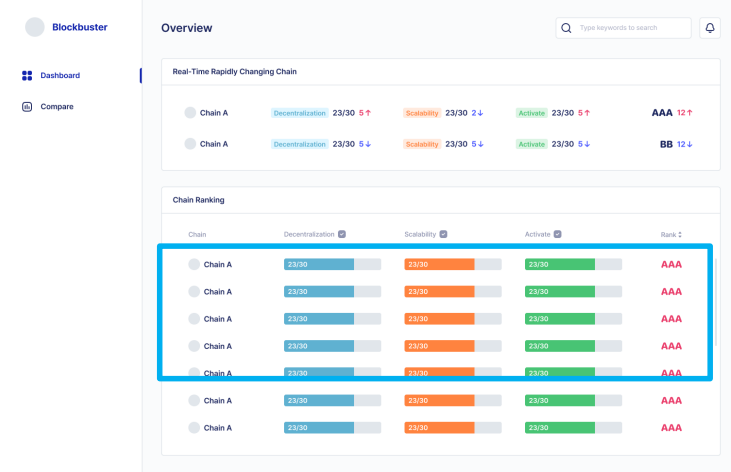 Blockbuster
Overview
Type keywords to search
Dashboard
Compare
Real-Time Rapidly Changing Chain
Chain A Decentralization 23/30 5↑ Scalability 23/30 2↓ Activate 23/30 5↑ AAA 12↑
Chain A Decentralization 23/30 5↓ Scalability 23/30 5↓ Activate 23/30 5↓ BB 12↓
Chain Ranking
Chain Decentralization Scalability Activate Rank
Chain A 23/30 23/30 23/30 AAA
Chain A 23/30 23/30 23/30 AAA
Chain A 23/30 23/30 23/30 AAA
Chain A 23/30 23/30 23/30 AAA
Chain A 23/30 23/30 23/30 AAA
Chain A 23/30 23/30 23/30 AAA
Chain A 23/30 23/30 23/30 AAA